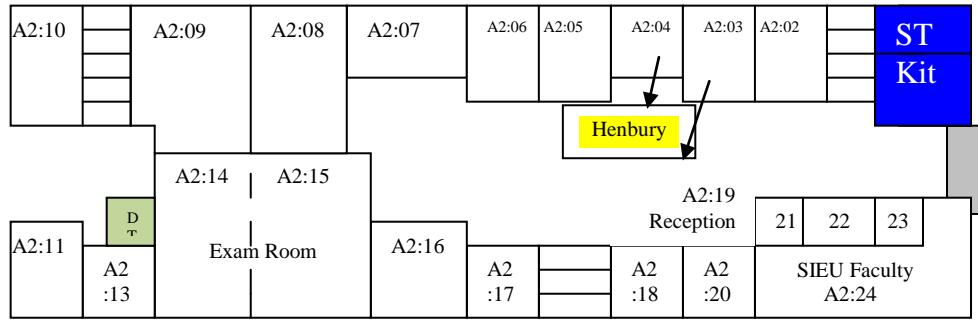 A2:10
A2:09
A2:08
A2:07
A2:06
A2:05
A2:04
A2:03
A2:02
ST
Kit
Henbury
A2:14
A2:15
A2:19
Reception
D
T
21
22
23
A2:11
A2
:13
Exam Room
A2:16
A2
:17
A2
:18
A2
:20
SIEU Faculty
A2:24